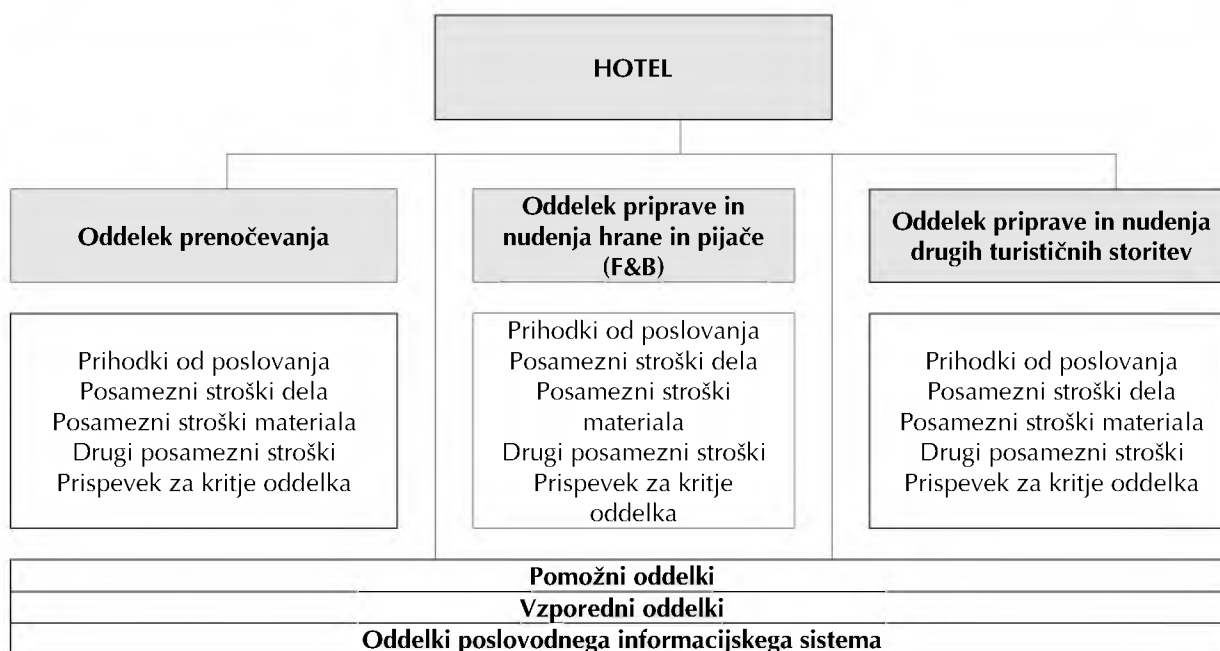 HOTEL
Oddelek prenočevanja
Oddelek priprave in
nudenja hrane in pijače
(F&B)
Oddelek priprave in nudenja
drugih turističnih storitev
Prihodki od poslovanja
Posamezni stroški dela
Posamezni stroški materiala
Drugi posamezni stroški
Prispevek za kritje oddelka
Prihodki od poslovanja
Posamezni stroški dela
Posamezni stroški
materiala
Drugi posamezni stroški
Prispevek za kritje
oddelka
Prihodki od poslovanja
Posamezni stroški dela
Posamezni stroški materiala
Drugi posamezni stroški
Prispevek za kritje oddelka
Pomožni oddelki
Vzporedni oddelki
Oddelki poslovodnega informacijskega sistema